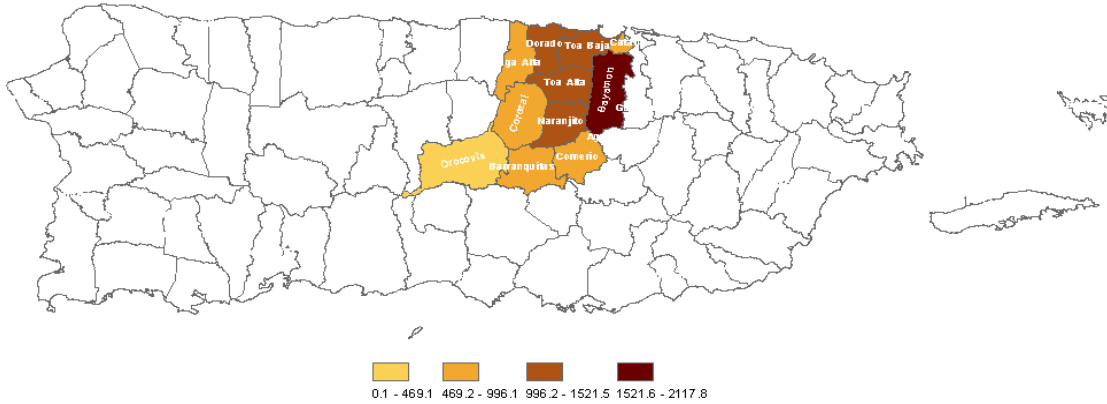 Dorado
Toa Baja
ga Alta
Toa Alta
Bayamon
Corozal
Naranjito
Orocovis
Barranquitas
Comerio
0.1 - 469.1
469.2 - 996.1
996.2 - 1521.5
1521.6 - 2117.8